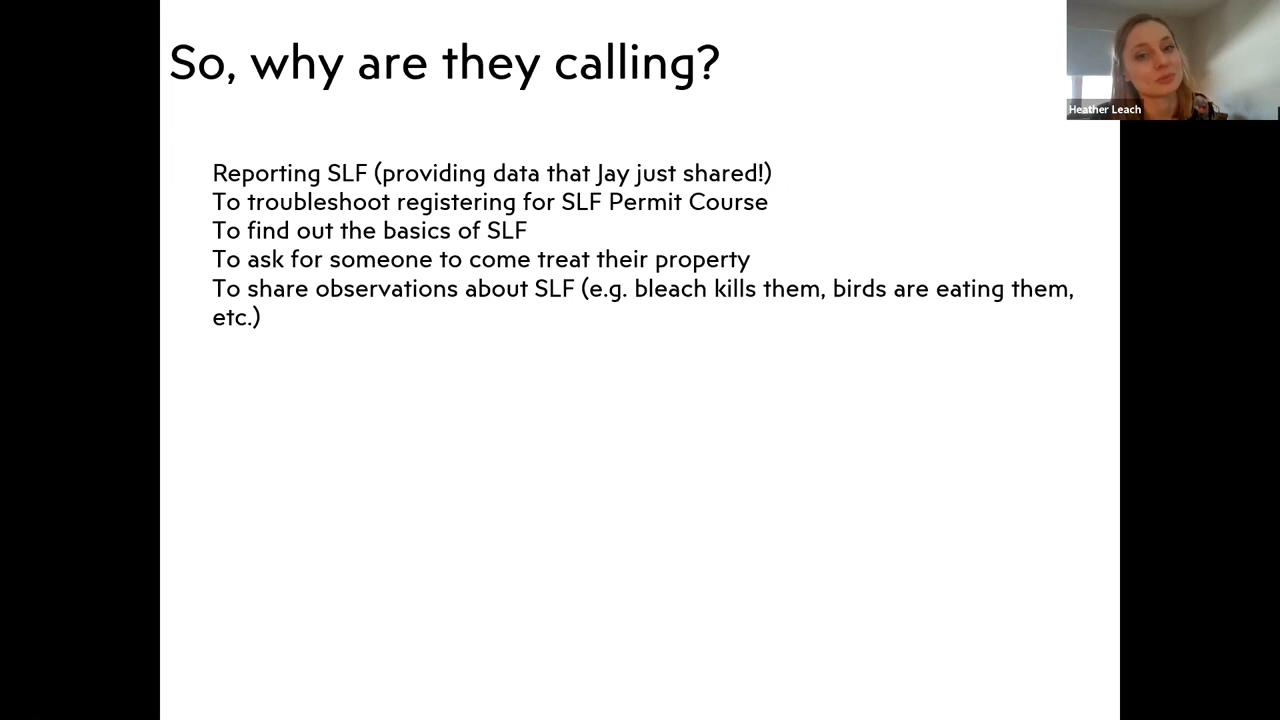 So, why are they calling?
Heather Leach
Reporting SLF (providing data that Jay just shared!)
To troubleshoot registering for SLF Permit Course
To find out the basics of SLF
To ask for someone to come treat their property
To share observations about SLF (e.g. bleach kills them, birds are eating them,
etc.)